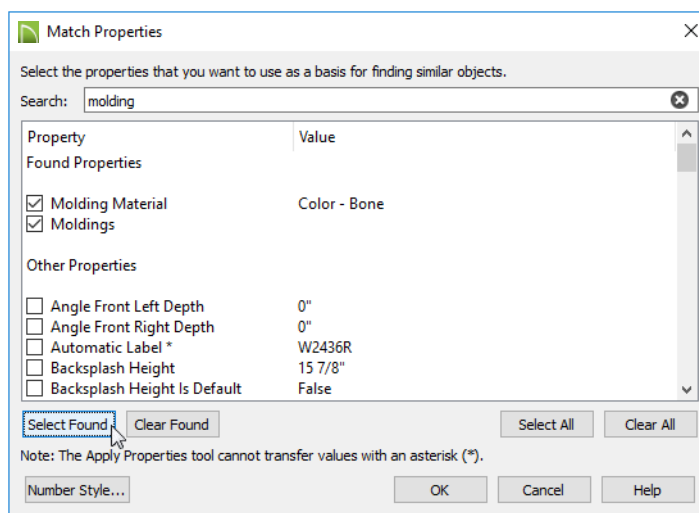 Match Properties
Select the properties that you want to use as a basis for finding similar objects.
Search: molding
Property Value
Found Properties
Molding Material Color - Bone
Moldings
Other Properties
Angle Front Left Depth 0"
Angle Front Right Depth 0"
Automatic Label * W2436R
Backsplash Height 15 7/8"
Backsplash Height Is Default False
Select Found Clear Found Select All Clear All
Note: The Apply Properties tool cannot transfer values with an asterisk (*).
Number Style... OK Cancel Help